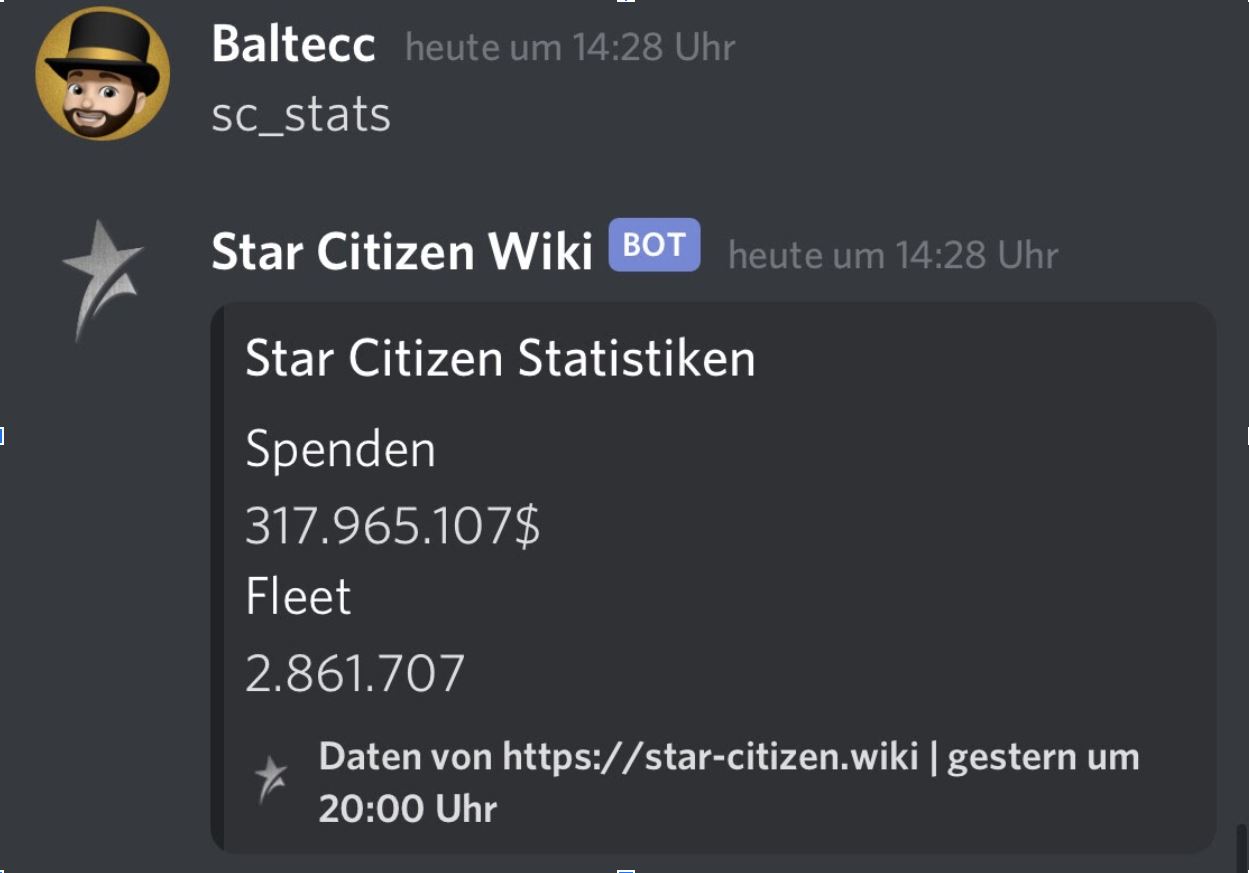 Baltecc heute um 14:28 Uhr
sc_stats
Star Citizen Wiki BOT heute um 14:28 Uhr
Star Citizen Statistiken
Spenden
317.965.107$
Fleet
2.861.707
Daten von https://star-citizen.wiki | gestern um
20:00 Uhr